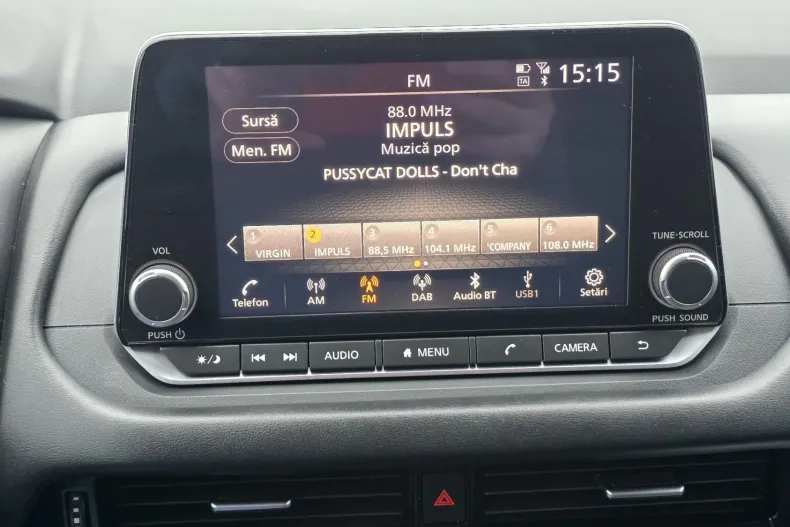 FM
TA
15:15
Sursă
Men. FM
88.0 MHz
IMPULS
Muzică pop
PUSSYCAT DOLLS - Don't Cha
1 VIRGIN
2 IMPULS
3 88,5 MHz
4 104.1 MHz
5 'COMPANY
6 108.0 MHz
Telefon
AM
FM
DAB
Audio BT
USB1
Setări
VOL
PUSH
TUNE·SCROLL
PUSH SOUND
AUDIO
MENU
CAMERA